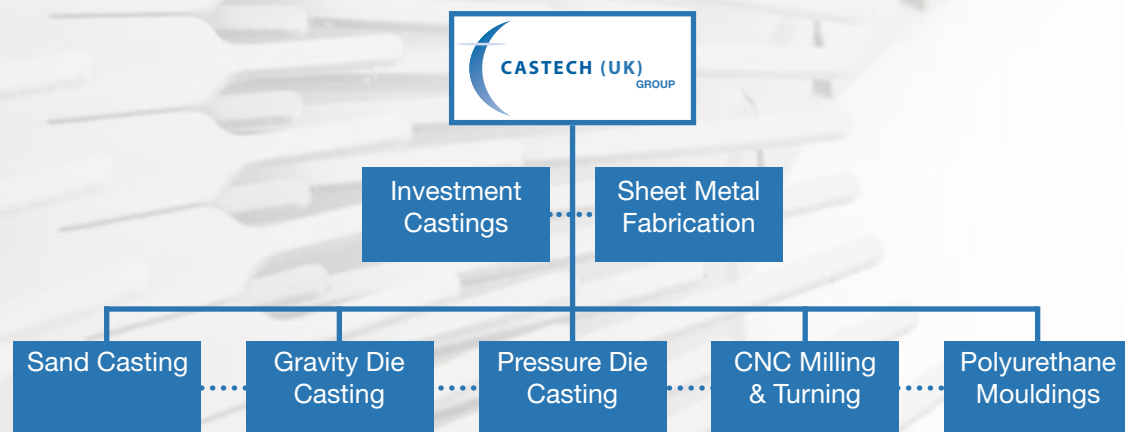 CASTECH (UK)
GROUP
Investment
Castings
Sheet Metal
Fabrication
Sand Casting
Gravity Die
Casting
Pressure Die
Casting
CNC Milling
& Turning
Polyurethane
Mouldings